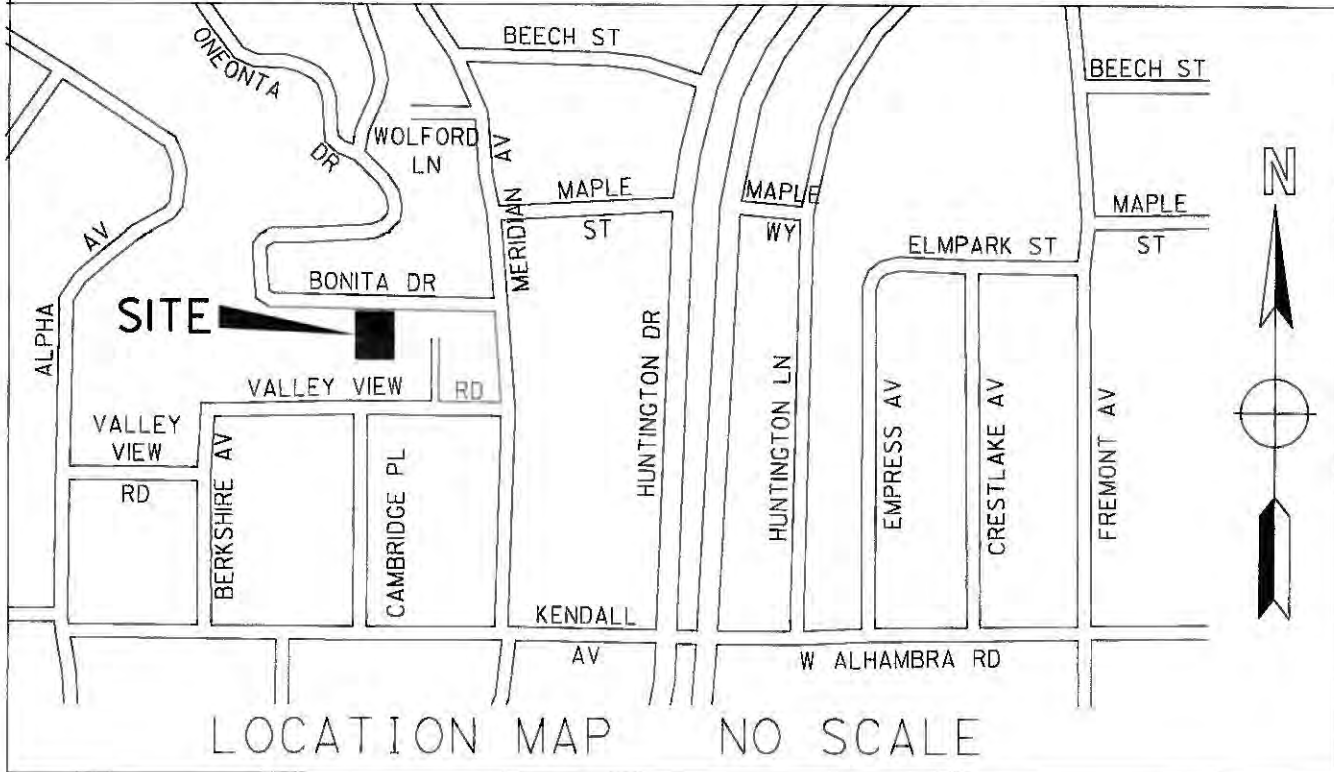 BEECH ST
ONEONTA
DR
BEECH ST
WOLFORD
LN
MERIDIAN AV
MAPLE
ST
MAPLE
WY
MAPLE
ST
ELMPARK ST
ALPHA AV
BONITA DR
SITE
VALLEY VIEW RD
VALLEY
VIEW
RD
BERKSHIRE AV
CAMBRIDGE PL
HUNTINGTON DR
HUNTINGTON LN
EMPRESS AV
CRESTLAKE AV
FREMONT AV
N
KENDALL
AV
W ALHAMBRA RD
LOCATION MAP NO SCALE